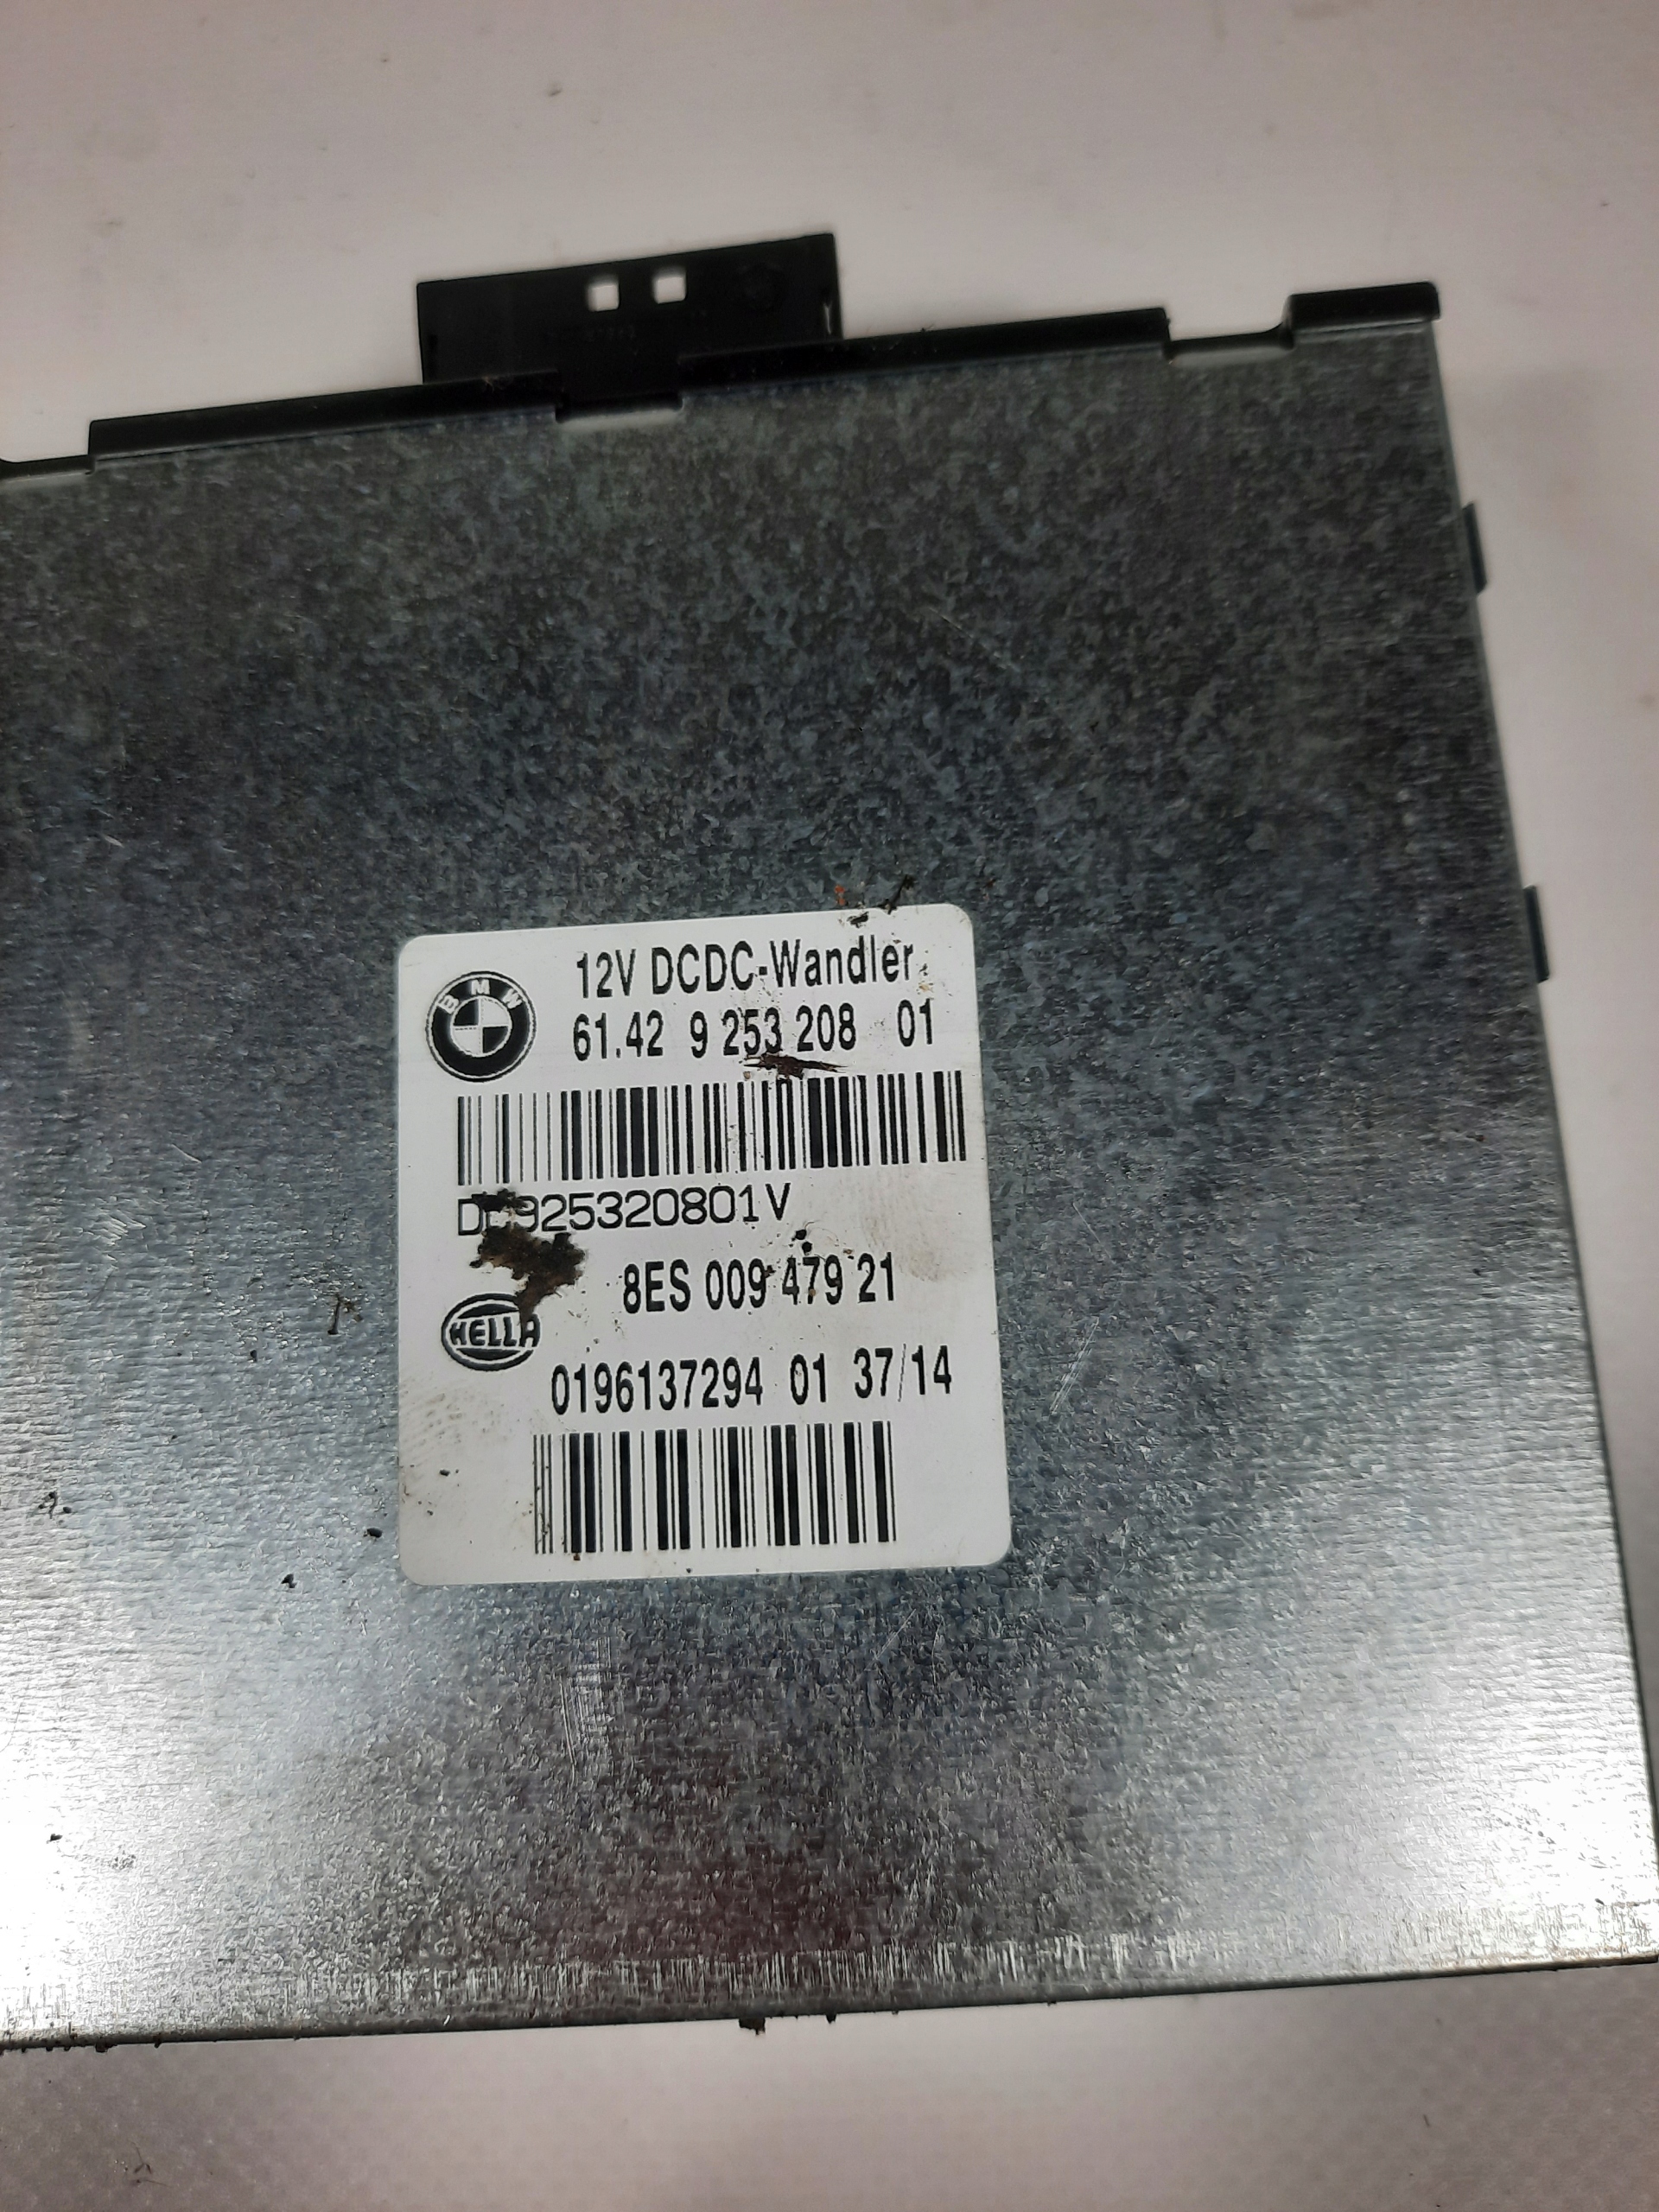 BMW
12V DCDC-Wandler
61.42 9 253 208 01
925320801V
8ES 009 479 21
HELLA
0196137294 01 37/14